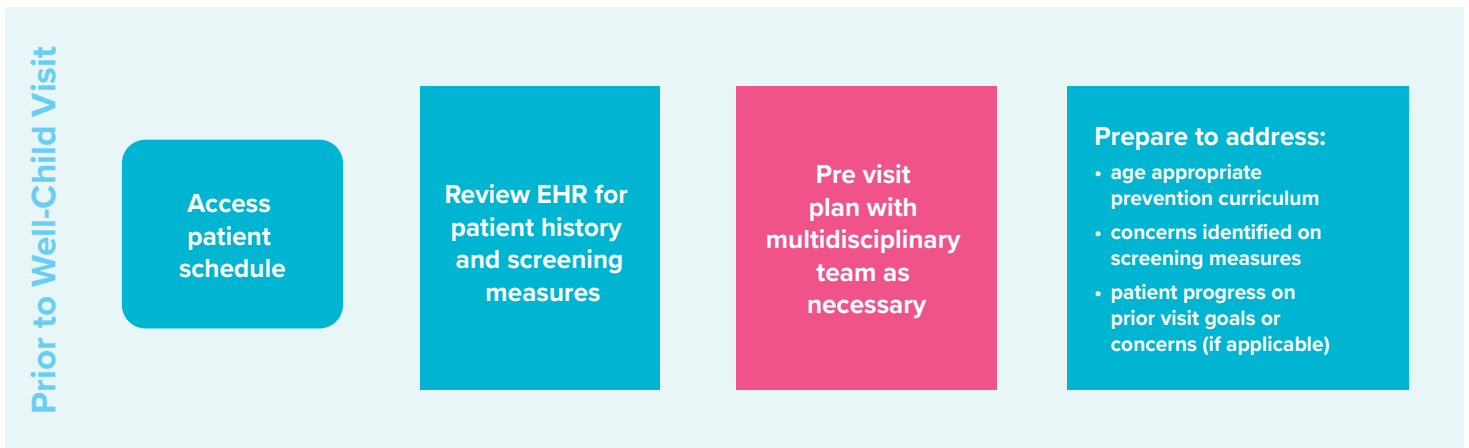 Prior to Well-Child Visit
Access
patient
schedule
Review EHR for
patient history
and screening
measures
Pre visit
plan with
multidisciplinary
team as
necessary
Prepare to address:
• age appropriate
prevention curriculum
• concerns identified on
screening measures
• patient progress on
prior visit goals or
concerns (if applicable)